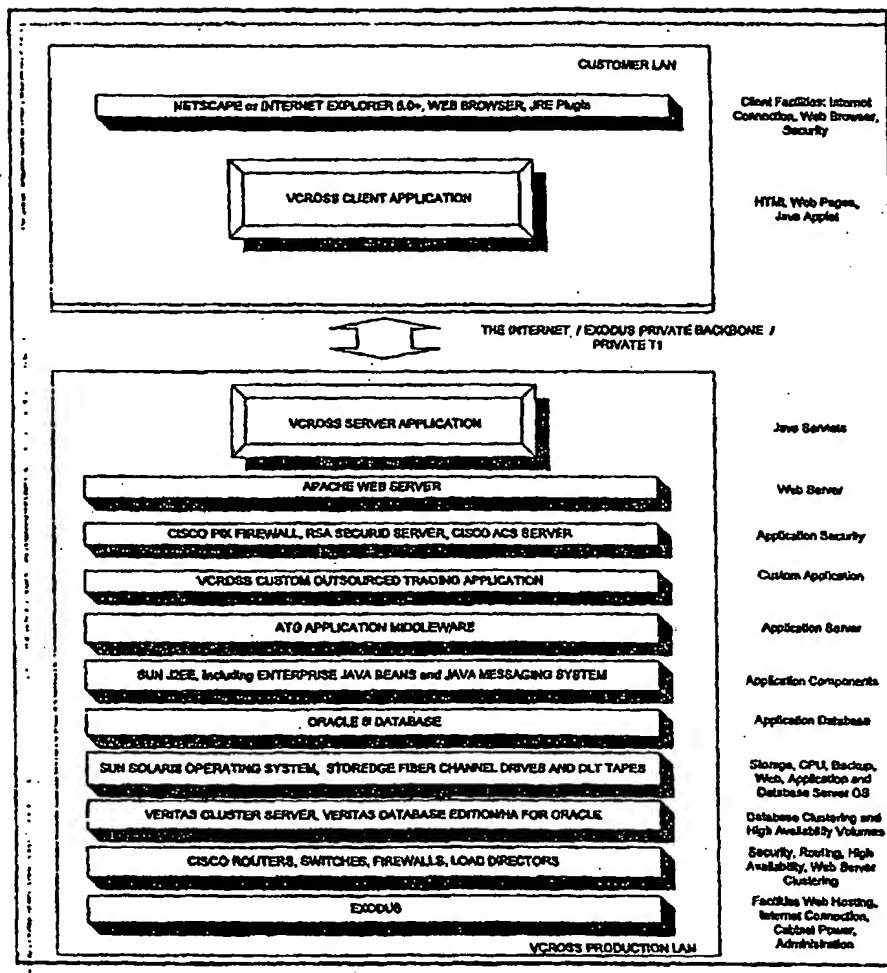 CUSTOMER LAN
NETSCAPE or INTERNET EXPLORER 5.0+, WEB BROWSER, JRE Plugin
Client Facilities: Internet
Connection, Web Browser,
Security
VCROSS CLIENT APPLICATION
HTML Web Pages,
Java Applet
THE INTERNET / EXODUS PRIVATE BACKBONE /
PRIVATE T1
VCROSS SERVER APPLICATION
Java Servlets
APACHE WEB SERVER
Web Server
CISCO PIX FIREWALL, RSA SECURID SERVER, CISCO ACS SERVER
Application Security
VCROSS CUSTOM OUTSOURCED TRADING APPLICATION
Custom Application
ATG APPLICATION MIDDLEWARE
Application Server
SUN J2EE, including ENTERPRISE JAVA BEANS and JAVA MESSAGING SYSTEM
Application Components
ORACLE 8i DATABASE
Application Database
SUN SOLARIS OPERATING SYSTEM, STOREDGE FIBER CHANNEL DRIVES AND DLT TAPES
Storage, CPU, Backup,
Web, Application and
Database Server OS
VERITAS CLUSTER SERVER, VERITAS DATABASE EDITION/HA FOR ORACLE
Database Clustering and
High Availability Volumes
CISCO ROUTERS, SWITCHES, FIREWALLS, LOAD DIRECTORS
Security, Routing, High
Availability, Web Server
Clustering
EXODUS
Facilities Web Hosting,
Internet Connection,
Cabinet Power,
Administration
VCROSS PRODUCTION LAN